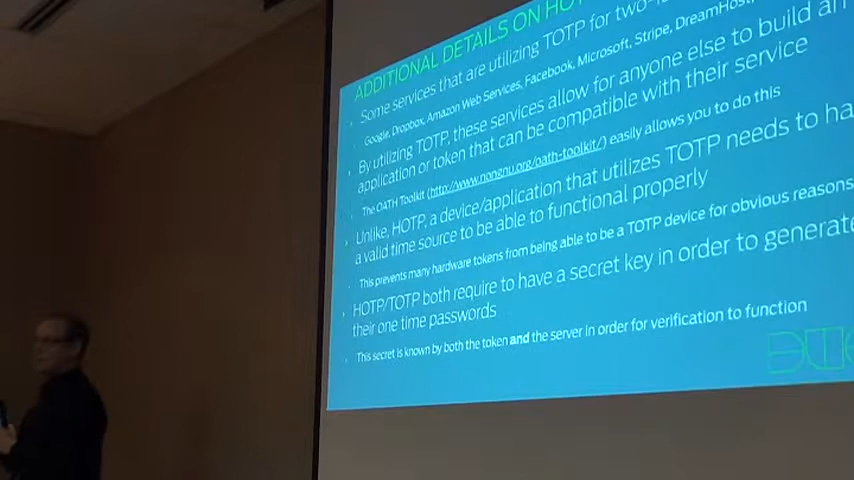 ADDITIONAL DETAILS ON
Some services that are utilizing TOTP for
Google, Dropbox, Amazon Web Services, Facebook, Microsoft, Stripe,
By utilizing TOTP, these services allow for anyone else to build an
application or token that can be compatible with their service
The OATH Toolkit (http://www.nongnu.org/oath-toolkit/) easily allows you to do this
Unlike, HOTP, a device/application that utilizes TOTP needs to
a valid time source to be able to functional properly
This prevents many hardware tokens from being able to be a TOTP device for obvious reasons
HOTP/TOTP both require to have a secret key in order to
their one time passwords
This secret is known by both the token and the server in order for verification to function